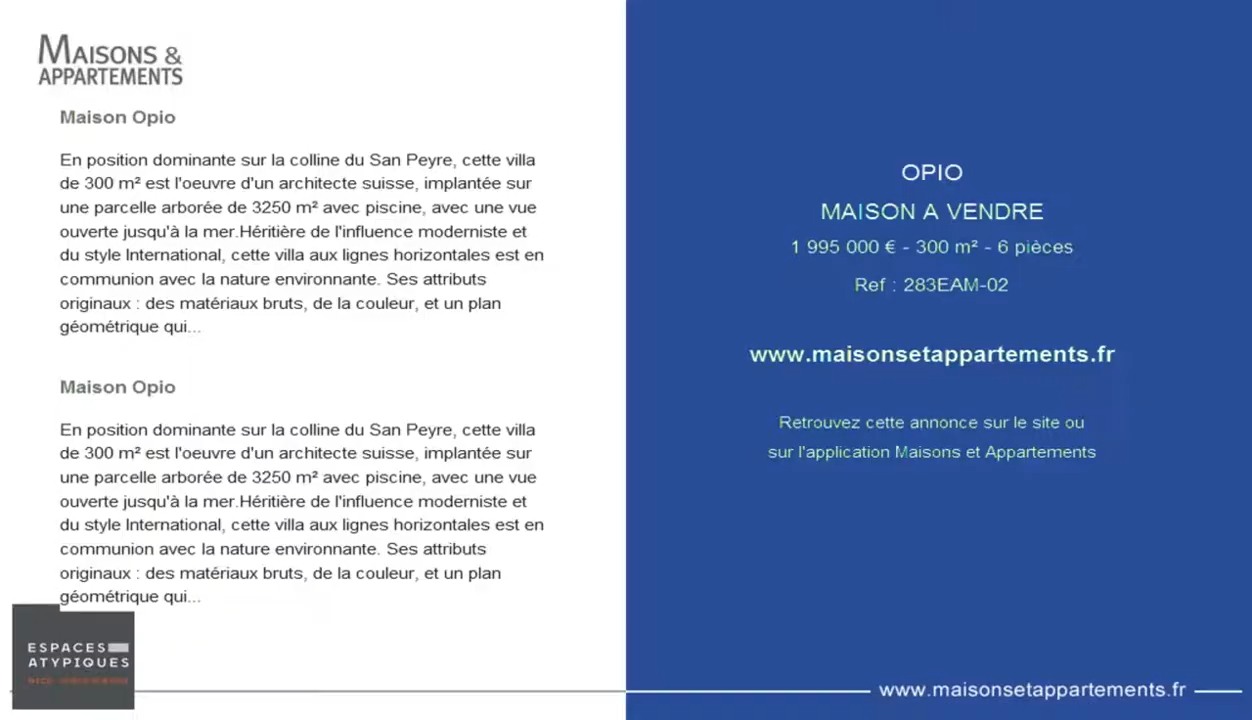 MAISONS &
APPARTEMENTS
Maison Opio
En position dominante sur la colline du San Peyre, cette villa
de 300 m² est l'oeuvre d'un architecte suisse, implantée sur
une parcelle arborée de 3250 m² avec piscine, avec une vue
ouverte jusqu'à la mer.Héritière de l'influence moderniste et
du style International, cette villa aux lignes horizontales est en
communion avec la nature environnante. Ses attributs
originaux : des matériaux bruts, de la couleur, et un plan
géométrique qui...
Maison Opio
En position dominante sur la colline du San Peyre, cette villa
de 300 m² est l'oeuvre d'un architecte suisse, implantée sur
une parcelle arborée de 3250 m² avec piscine, avec une vue
ouverte jusqu'à la mer.Héritière de l'influence moderniste et
du style International, cette villa aux lignes horizontales est en
communion avec la nature environnante. Ses attributs
originaux : des matériaux bruts, de la couleur, et un plan
géométrique qui...
ESPACES
ATYPIQUES
OPIO
MAISON A VENDRE
1 995 000 € - 300 m² - 6 pièces
Ref : 283EAM-02
www.maisonsetappartements.fr
Retrouvez cette annonce sur le site ou
sur l'application Maisons et Appartements
www.maisonsetappartements.fr